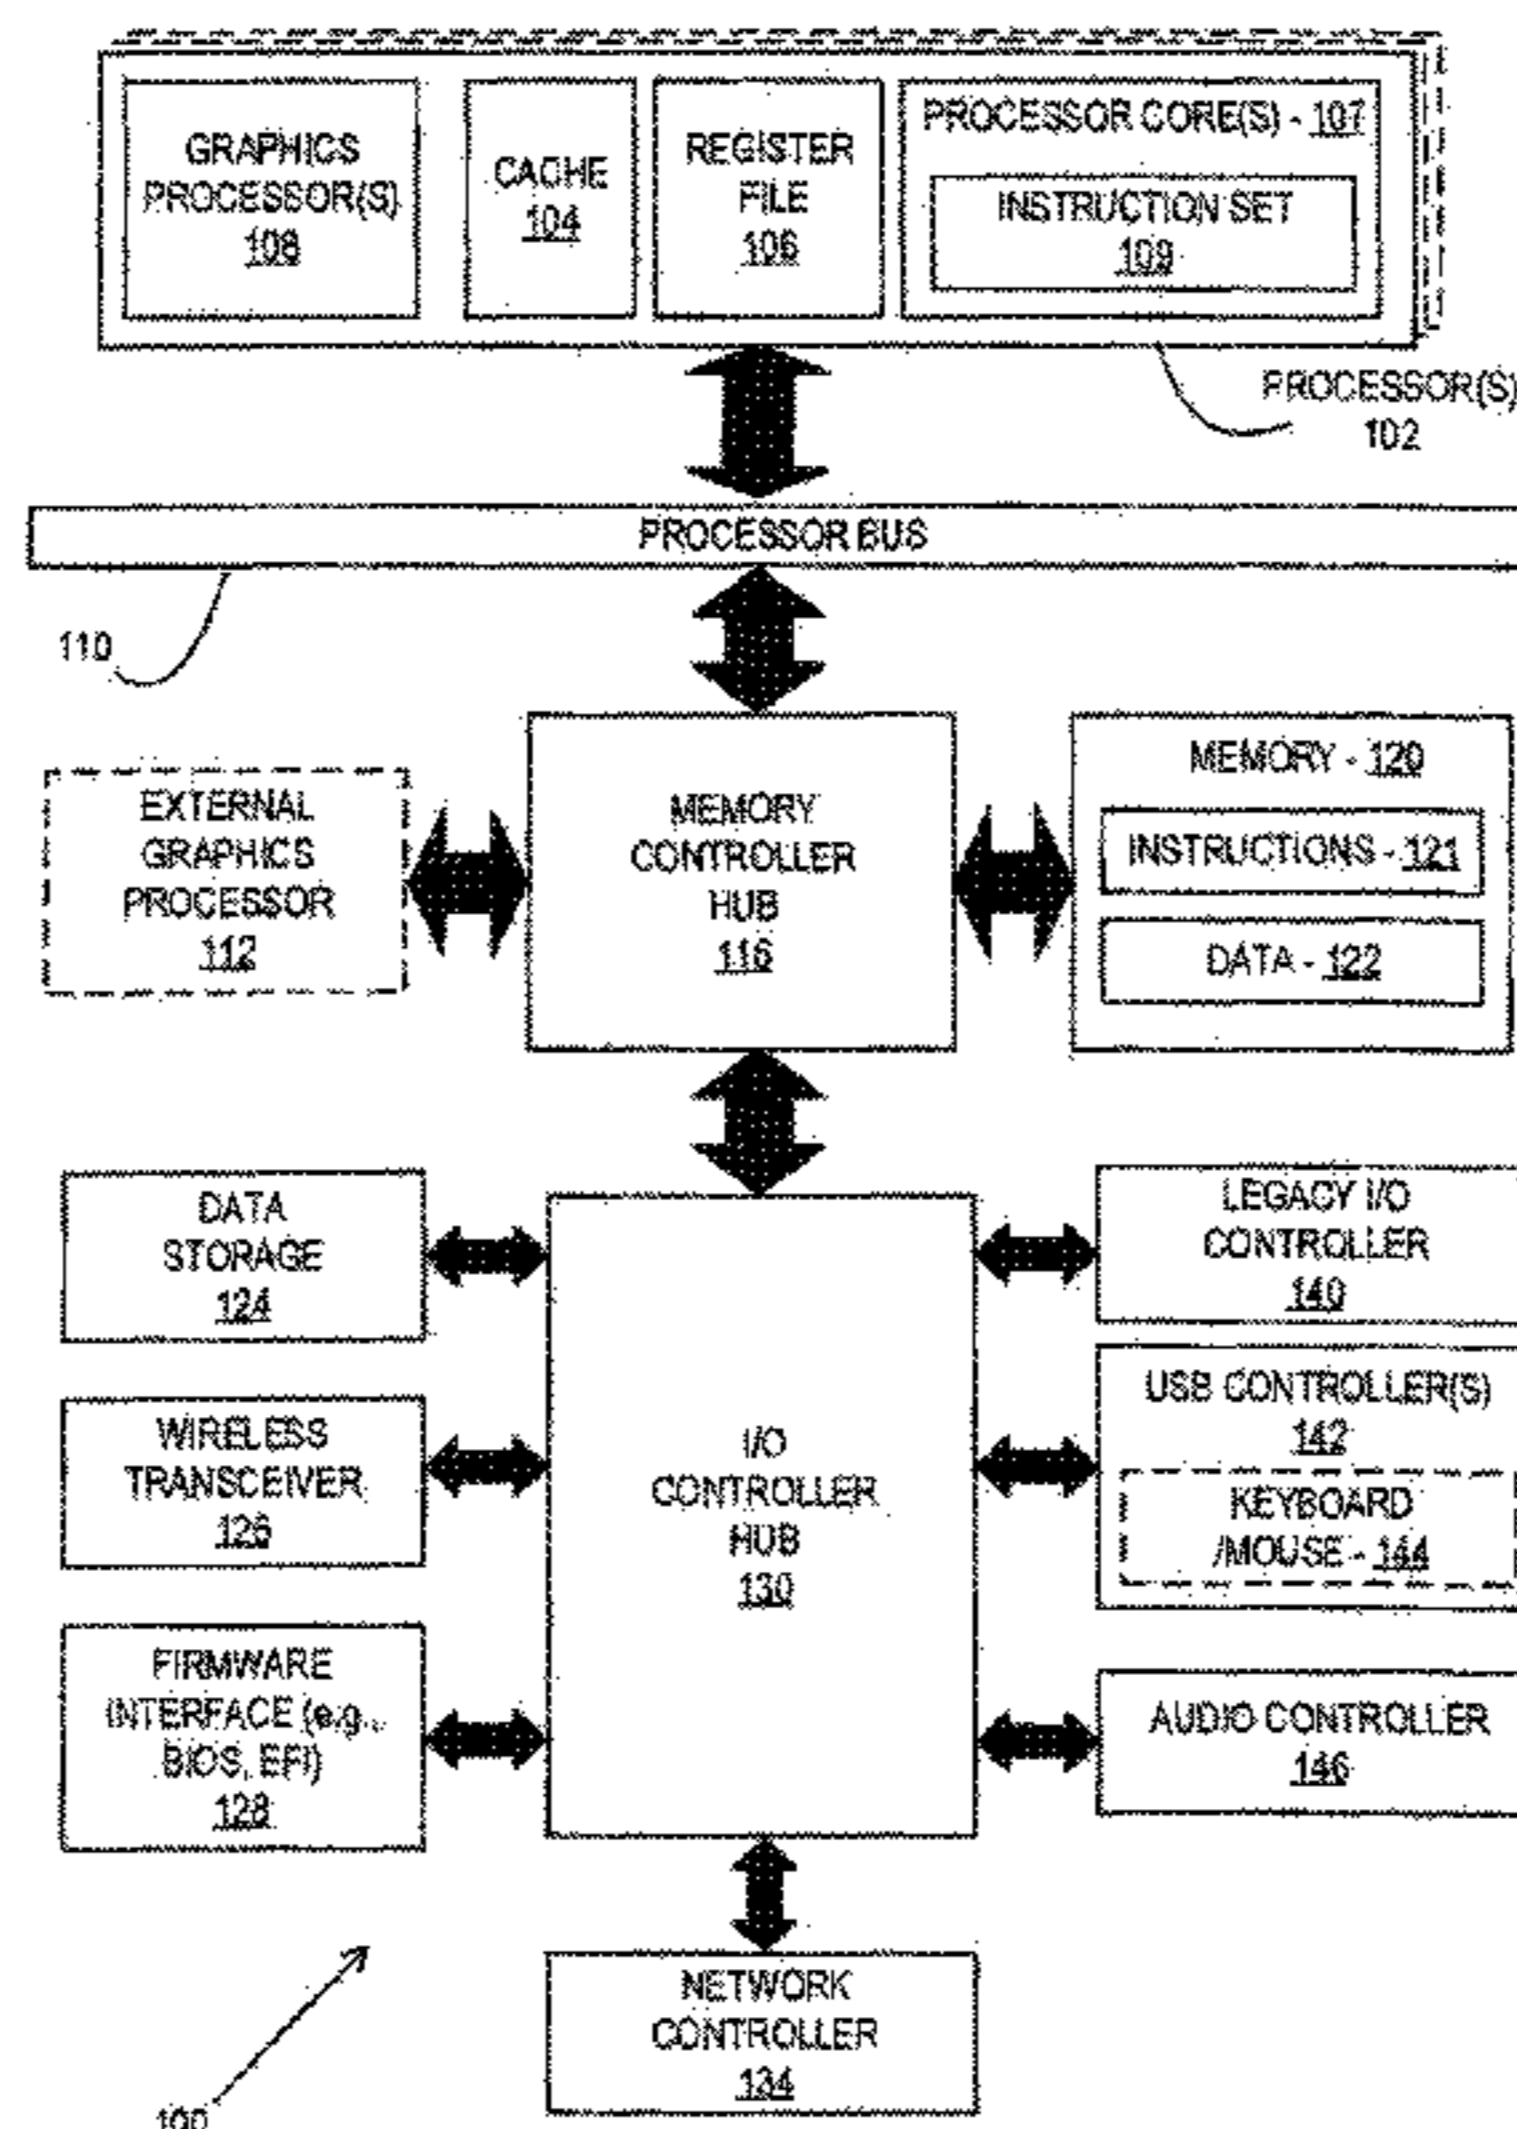 GRAPHICS
PROCESSOR(S)
108
CACHE
104
REGISTER
FILE
106
PROCESSOR CORE(S) - 107
INSTRUCTION SET
109
PROCESSOR(S)
102
PROCESSOR BUS
110
EXTERNAL
GRAPHICS
PROCESSOR
112
MEMORY
CONTROLLER
HUB
116
MEMORY - 120
INSTRUCTIONS - 121
DATA - 122
DATA
STORAGE
124
WIRELESS
TRANSCEIVER
126
FIRMWARE
INTERFACE (e.g.,
BIOS, EFI)
128
I/O
CONTROLLER
HUB
130
LEGACY I/O
CONTROLLER
140
USB CONTROLLER(S)
142
KEYBOARD
/MOUSE - 144
AUDIO CONTROLLER
146
NETWORK
CONTROLLER
134
100